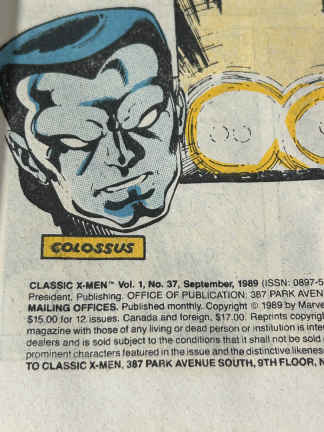 COLOSSUS
CLASSIC X-MEN™ Vol. 1, No. 37, September, 1989 (ISSN: 0897-5
President, Publishing. OFFICE OF PUBLICATION: 387 PARK AVEN
MAILING OFFICES. Published monthly. Copyright © 1989 by Marve
$15.00 for 12 issues. Canada and foreign, $17.00. Reprints copyrig
magazine with those of any living or dead person or institution is inten
dealers and is sold subject to the conditions that it shall not be sold
prominent characters featured in the issue and the distinctive likenes
TO CLASSIC X-MEN, 387 PARK AVENUE SOUTH, 9TH FLOOR, N